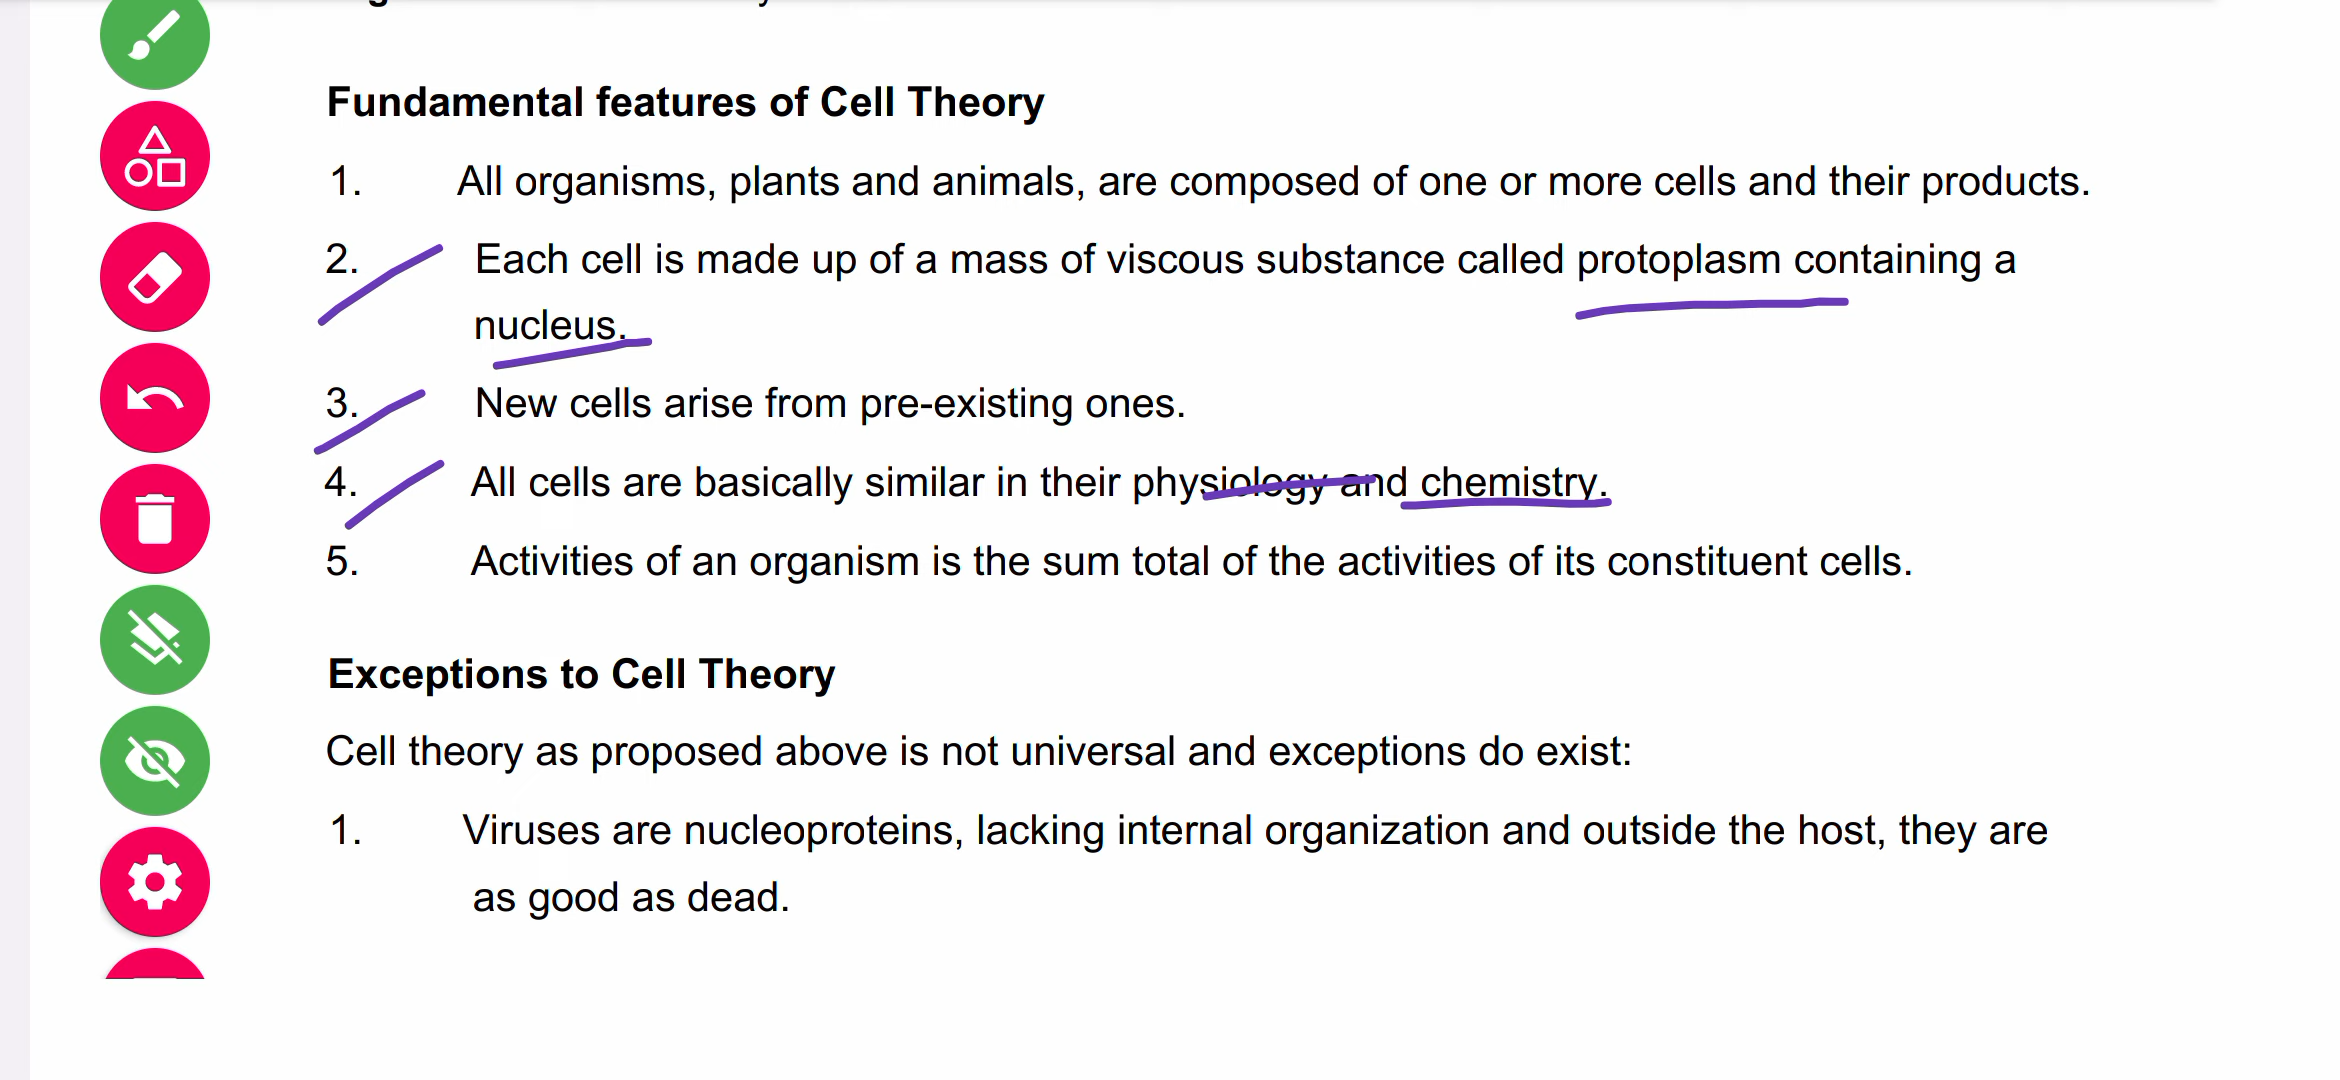 Fundamental features of Cell Theory
1. All organisms, plants and animals, are composed of one or more cells and their products.
2. Each cell is made up of a mass of viscous substance called protoplasm containing a
nucleus.
3. New cells arise from pre-existing ones.
4. All cells are basically similar in their physiology and chemistry.
5. Activities of an organism is the sum total of the activities of its constituent cells.
Exceptions to Cell Theory
Cell theory as proposed above is not universal and exceptions do exist:
1. Viruses are nucleoproteins, lacking internal organization and outside the host, they are
as good as dead.